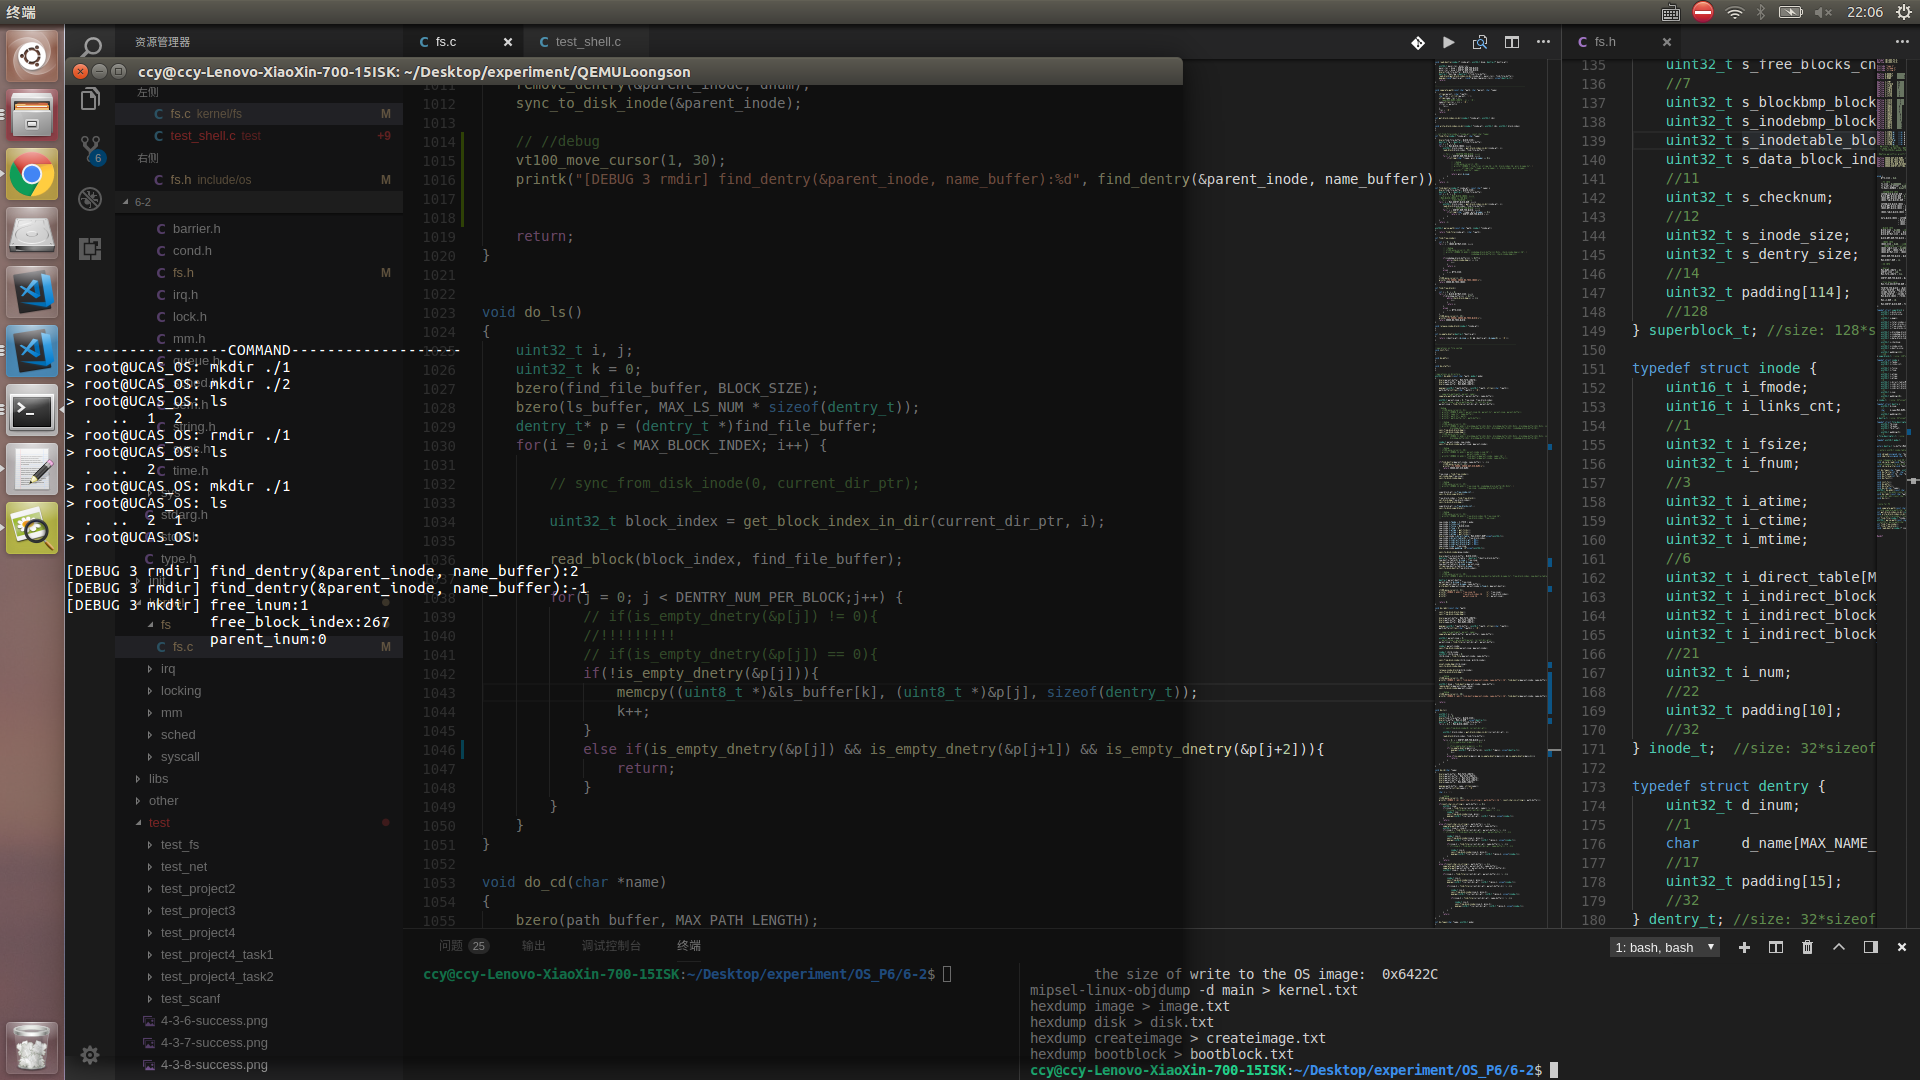 终端
22:06
资源管理器
fs.c
test_shell.c
fs.h
ccy@ccy-Lenovo-XiaoXin-700-15ISK: ~/Desktop/experiment/QEMULoongson
左侧
fs.c kernel/fs M
test_shell.c test +9
右侧
fs.h include/os M
6
6-2
barrier.h
cond.h
fs.h M
irq.h
lock.h
mm.h
-----------------COMMAND-------------------
> root@UCAS_OS: mkdir ./1
> root@UCAS_OS: mkdir ./2
> root@UCAS_OS: ls
. .. 1 2
> root@UCAS_OS: rmdir ./1
> root@UCAS_OS: ls
. .. 2
> root@UCAS_OS: mkdir ./1
> root@UCAS_OS: ls
. .. 2 1
> root@UCAS_OS:
string.h
time.h
stdarg.h
type.h
[DEBUG 3 rmdir] find_dentry(&parent_inode, name_buffer):2
[DEBUG 3 rmdir] find_dentry(&parent_inode, name_buffer):-1
[DEBUG 3 mkdir] free_inum:1
free_block_index:267
parent_inum:0
fs
fs.c M
irq
locking
mm
sched
syscall
libs
other
test
test_fs
test_net
test_project2
test_project3
test_project4
test_project4_task1
test_project4_task2
test_scanf
4-3-6-success.png
4-3-7-success.png
4-3-8-success.png
1012 sync_to_disk_inode(&parent_inode);
1013
1014 // //debug
1015 vt100_move_cursor(1, 30);
1016 printk("[DEBUG 3 rmdir] find_dentry(&parent_inode, name_buffer):%d", find_dentry(&parent_inode, name_buffer))
1017
1018
1019 return;
1020 }
1021
1022
1023 void do_ls()
1024 {
1025 uint32_t i, j;
1026 uint32_t k = 0;
1027 bzero(find_file_buffer, BLOCK_SIZE);
1028 bzero(ls_buffer, MAX_LS_NUM * sizeof(dentry_t));
1029 dentry_t* p = (dentry_t *)find_file_buffer;
1030 for(i = 0;i < MAX_BLOCK_INDEX; i++) {
1031
1032 // sync_from_disk_inode(0, current_dir_ptr);
1033
1034 uint32_t block_index = get_block_index_in_dir(current_dir_ptr, i);
1035
1036 read_block(block_index, find_file_buffer);
1037
1038 for(j = 0; j < DENTRY_NUM_PER_BLOCK;j++) {
1039 // if(is_empty_dnetry(&p[j]) != 0){
1040 //!!!!!!!!!
1041 // if(is_empty_dnetry(&p[j]) == 0){
1042 if(!is_empty_dnetry(&p[j])){
1043 memcpy((uint8_t *)&ls_buffer[k], (uint8_t *)&p[j], sizeof(dentry_t));
1044 k++;
1045 }
1046 else if(is_empty_dnetry(&p[j]) && is_empty_dnetry(&p[j+1]) && is_empty_dnetry(&p[j+2])){
1047 return;
1048 }
1049 }
1050 }
1051 }
1052
1053 void do_cd(char *name)
1054 {
1055 bzero(path_buffer, MAX_PATH_LENGTH);
135 uint32_t s_free_blocks_cn
136 //7
137 uint32_t s_blockbmp_block
138 uint32_t s_inodebmp_block
139 uint32_t s_inodetable_blo
140 uint32_t s_data_block_ind
141 //11
142 uint32_t s_checknum;
143 //12
144 uint32_t s_inode_size;
145 uint32_t s_dentry_size;
146 //14
147 uint32_t padding[114];
148 //128
149 } superblock_t; //size: 128*s
150
151 typedef struct inode {
152 uint16_t i_fmode;
153 uint16_t i_links_cnt;
154 //1
155 uint32_t i_fsize;
156 uint32_t i_fnum;
157 //3
158 uint32_t i_atime;
159 uint32_t i_ctime;
160 uint32_t i_mtime;
161 //6
162 uint32_t i_direct_table[M
163 uint32_t i_indirect_block
164 uint32_t i_indirect_block
165 uint32_t i_indirect_block
166 //21
167 uint32_t i_num;
168 //22
169 uint32_t padding[10];
170 //32
171 } inode_t; //size: 32*sizeof
172
173 typedef struct dentry {
174 uint32_t d_inum;
175 //1
176 char d_name[MAX_NAME_
177 //17
178 uint32_t padding[15];
179 //32
180 } dentry_t; //size: 32*sizeof
问题 25 输出 调试控制台 终端
1: bash, bash
ccy@ccy-Lenovo-XiaoXin-700-15ISK:~/Desktop/experiment/OS_P6/6-2$
the size of write to the OS image: 0x6422C
mipsel-linux-objdump -d main > kernel.txt
hexdump image > image.txt
hexdump disk > disk.txt
hexdump createimage > createimage.txt
hexdump bootblock > bootblock.txt
ccy@ccy-Lenovo-XiaoXin-700-15ISK:~/Desktop/experiment/OS_P6/6-2$